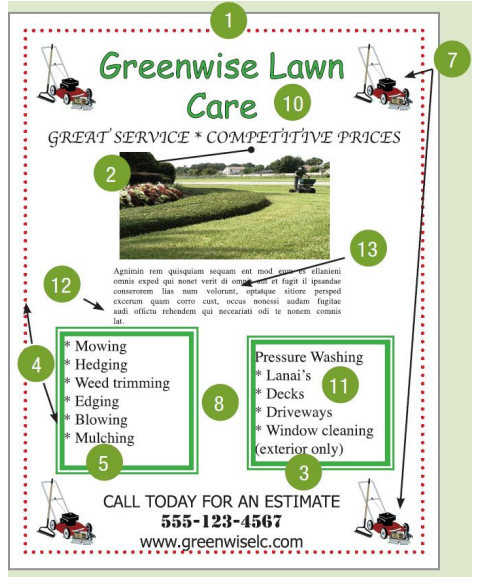 1
7
Greenwise Lawn
Care
10
GREAT SERVICE * COMPETITIVE PRICES
2
13
Agnimin rem quisquiam sequam ent mod eum es ellanieni
omnis exped qui nonet verit di et fugit il ipsandae
conserorem lias num volorunt, optatque sitiore persped
excerum quam corro cust, occus nonessi audam fugitae
audi offictu rehendem qui neceariati odi te nonem comnis
lat.
12
4
* Mowing
* Hedging
* Weed trimming
* Edging
* Blowing
* Mulching
5
8
Pressure Washing
* Lanai's
* Decks
* Driveways
* Window cleaning
(exterior only)
11
3
CALL TODAY FOR AN ESTIMATE
555-123-4567
www.greenwiselc.com